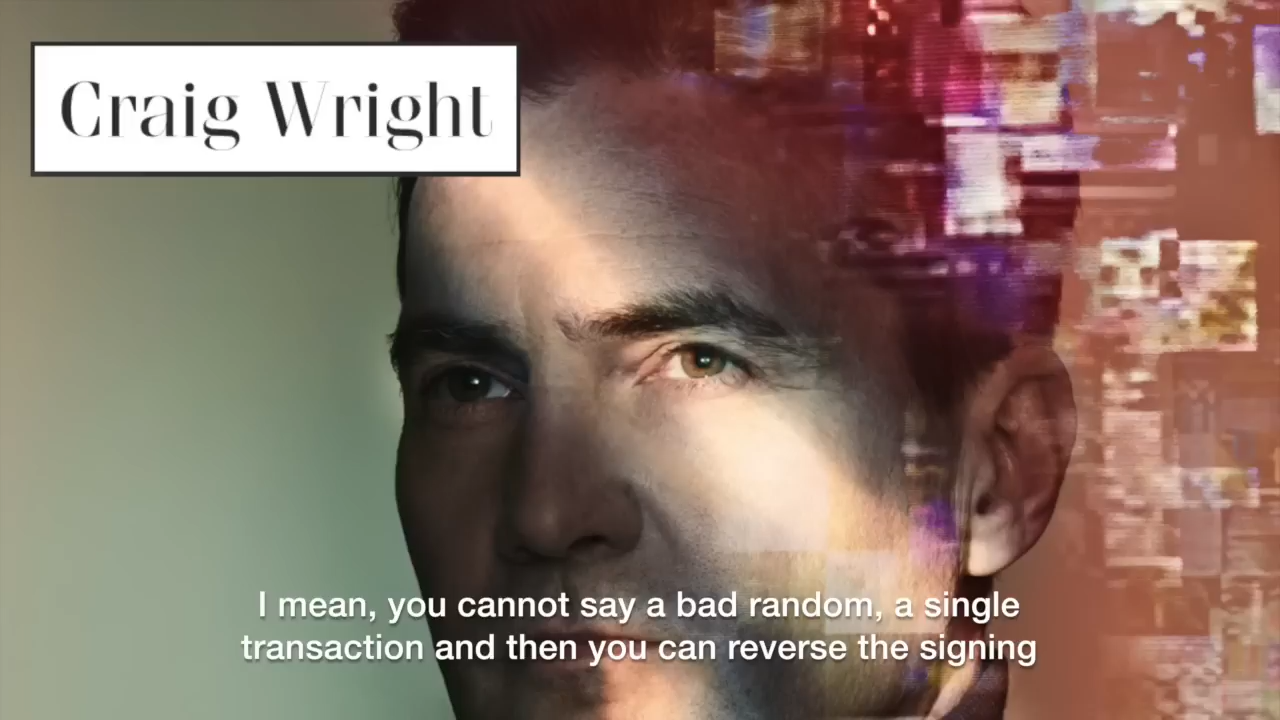 Craig Wright
I mean, you cannot say a bad random, a single
transaction and then you can reverse the signing